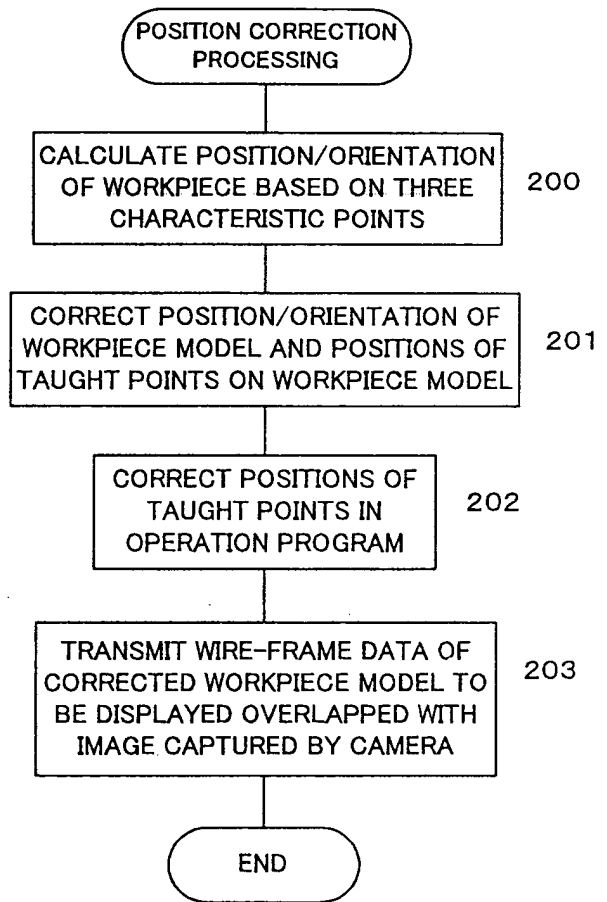 POSITION CORRECTION
PROCESSING
CALCULATE POSITION/ORIENTATION
OF WORKPIECE BASED ON THREE
CHARACTERISTIC POINTS
200
CORRECT POSITION/ORIENTATION OF
WORKPIECE MODEL AND POSITIONS OF
TAUGHT POINTS ON WORKPIECE MODEL
201
CORRECT POSITIONS OF
TAUGHT POINTS IN
OPERATION PROGRAM
202
TRANSMIT WIRE-FRAME DATA OF
CORRECTED WORKPIECE MODEL TO
BE DISPLAYED OVERLAPPED WITH
IMAGE CAPTURED BY CAMERA
203
END